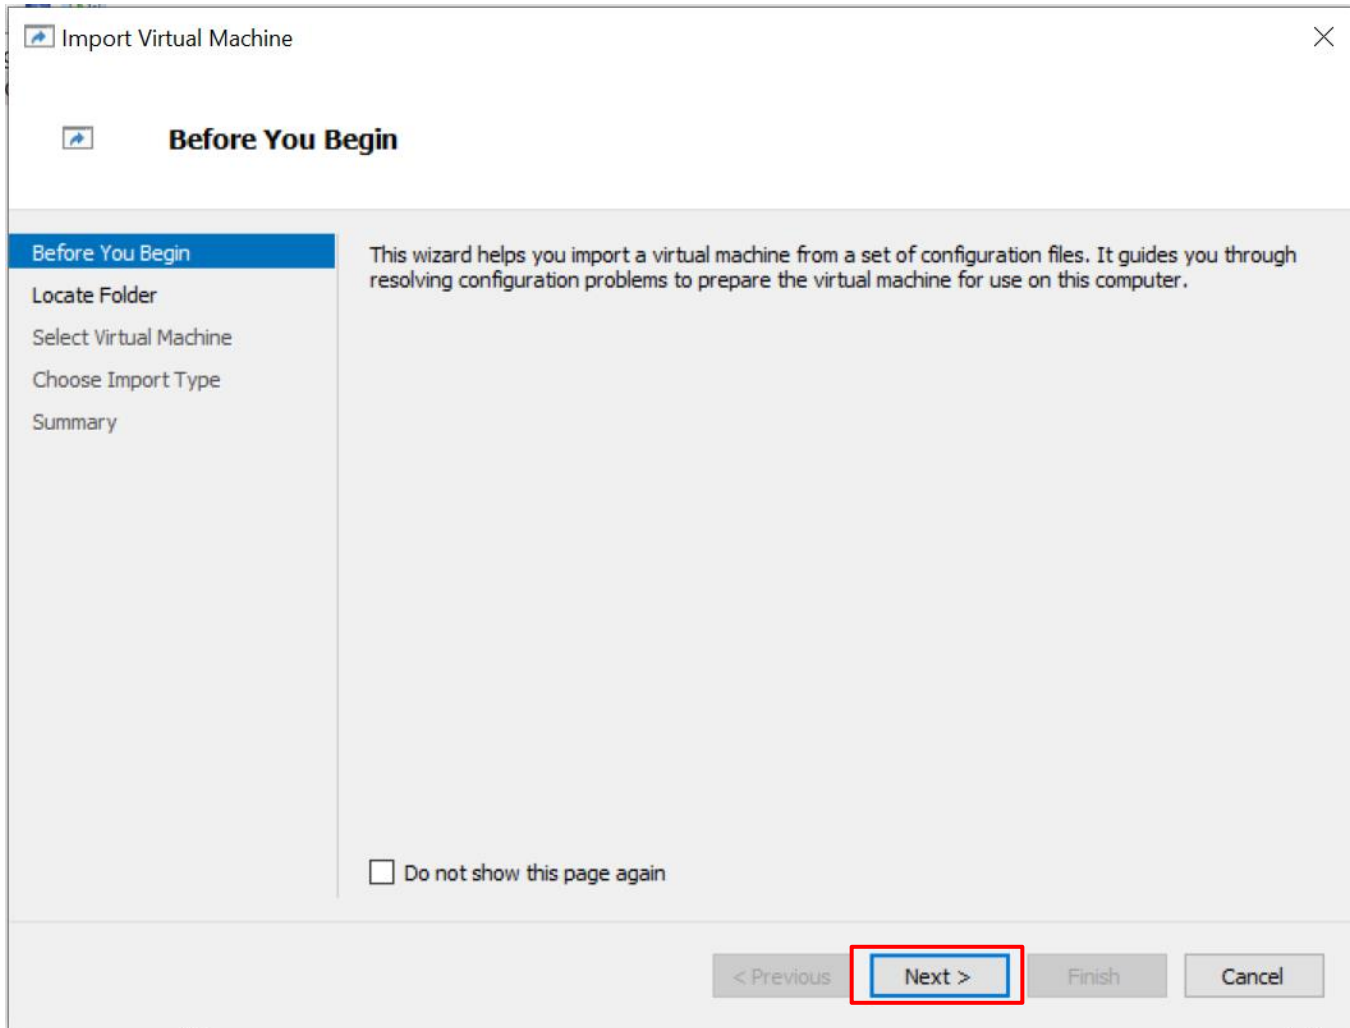 Import Virtual Machine
Before You Begin
Before You Begin
Locate Folder
Select Virtual Machine
Choose Import Type
Summary
This wizard helps you import a virtual machine from a set of configuration files. It guides you through
resolving configuration problems to prepare the virtual machine for use on this computer.
Do not show this page again
< Previous
Next >
Finish
Cancel